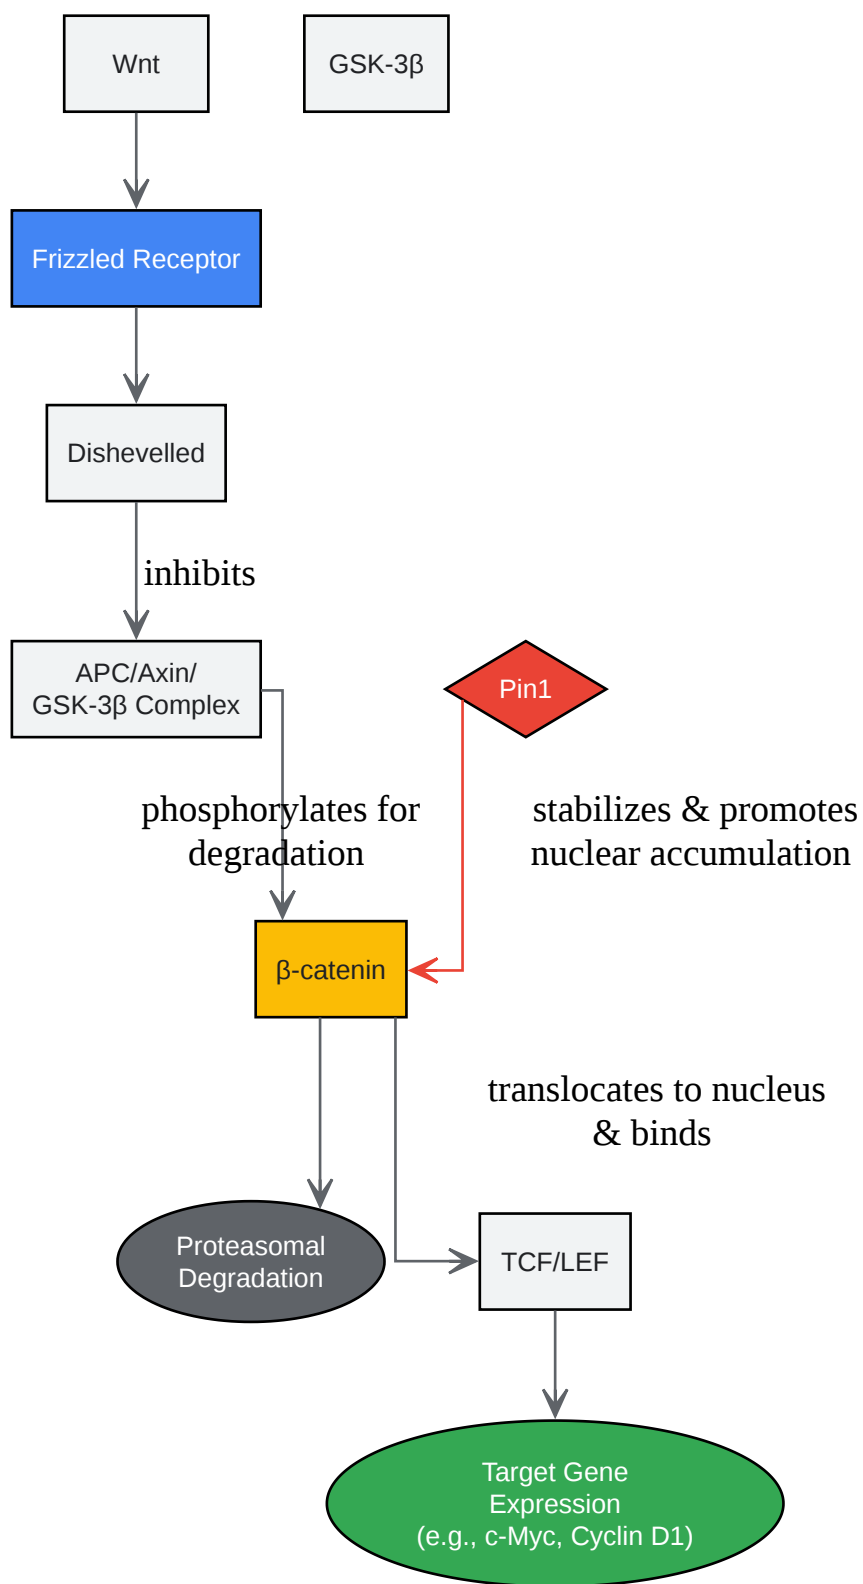 Wnt
GSK-3β
Frizzled Receptor
Dishevelled
inhibits
APC/Axin/
GSK-3β Complex
Pin1
phosphorylates for
degradation
stabilizes & promotes
nuclear accumulation
β-catenin
translocates to nucleus
& binds
Proteasomal
Degradation
TCF/LEF
Target Gene
Expression
(e.g., c-Myc, Cyclin D1)